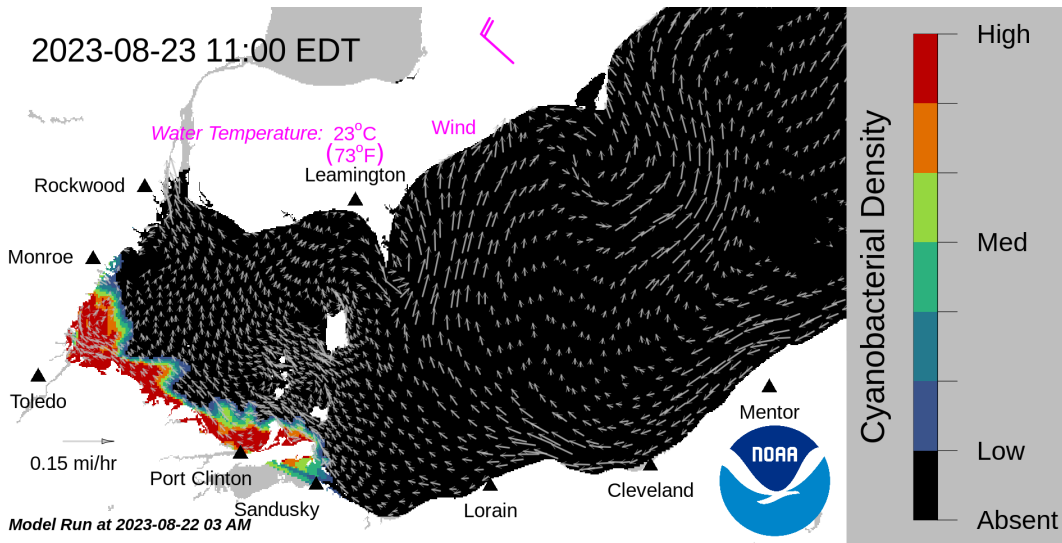 2023-08-23 11:00 EDT
Water Temperature: 23°C
(73°F)
Wind
Leamington
Rockwood
Monroe
Toledo
0.15 mi/hr
Port Clinton
Sandusky
Lorain
Cleveland
Mentor
NOAA
Model Run at 2023-08-22 03 AM
Cyanobacterial Density
High
Med
Low
Absent